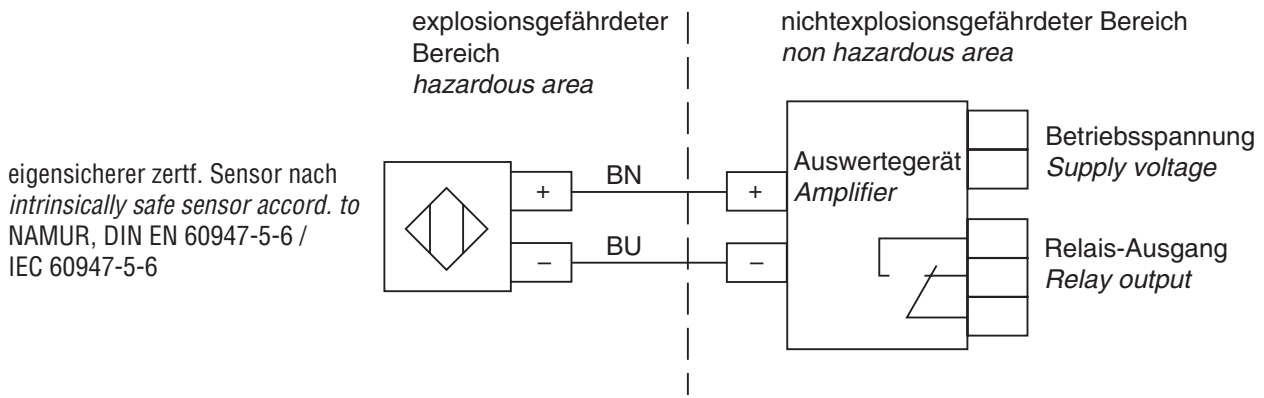 explosionsgefährdeter
Bereich
hazardous area
nichtexplosionsgefährdeter Bereich
non hazardous area
eigensicherer zertf. Sensor nach
intrinsically safe sensor accord. to
NAMUR, DIN EN 60947-5-6 /
IEC 60947-5-6
+
BN
+
–
BU
–
Auswertegerät
Amplifier
Betriebsspannung
Supply voltage
Relais-Ausgang
Relay output